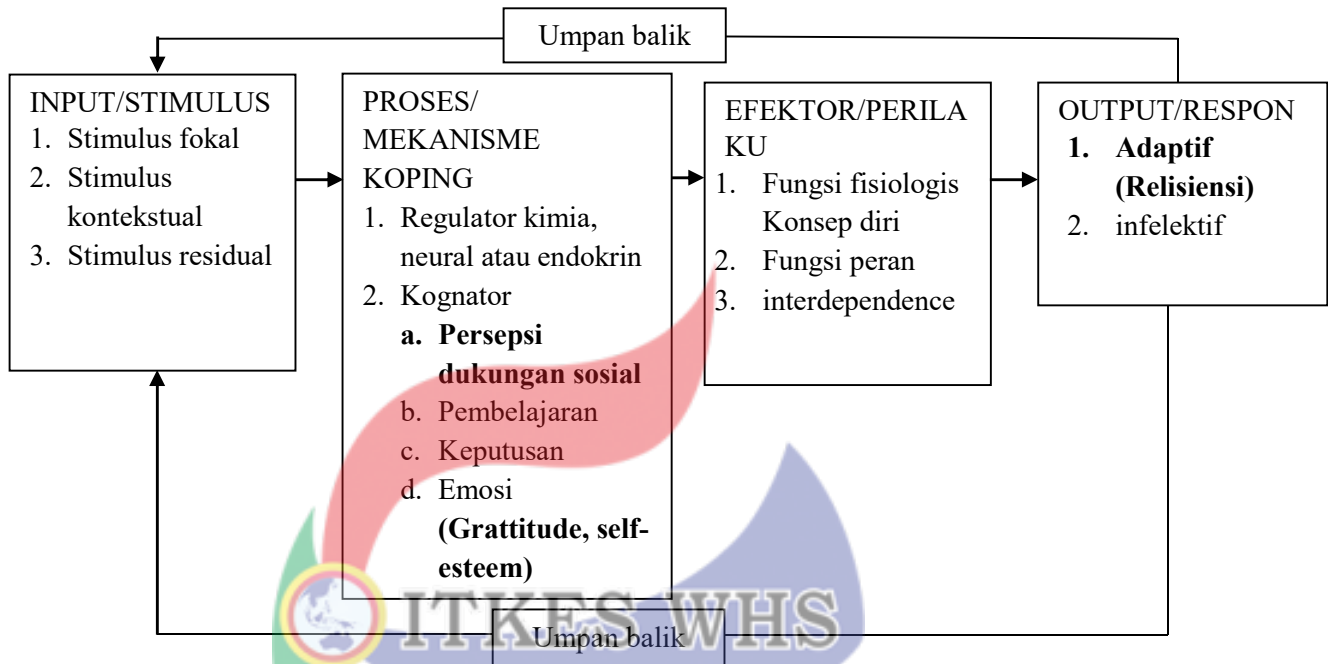 Umpan balik
INPUT/STIMULUS
1. Stimulus fokal
2. Stimulus
kontekstual
3. Stimulus residual
PROSES/
MEKANISME
KOPING
1. Regulator kimia,
neural atau endokrin
2. Kognator
a. Persepsi
dukungan sosial
b. Pembelajaran
c. Keputusan
d. Emosi
(Grattitude, self-
esteem)
EFEKTOR/PERILA
KU
1. Fungsi fisiologis
Konsep diri
2. Fungsi peran
3. interdependence
OUTPUT/RESPON
1. Adaptif
(Relisiensi)
2. infelektif
ITKES WHS
Umpan balik